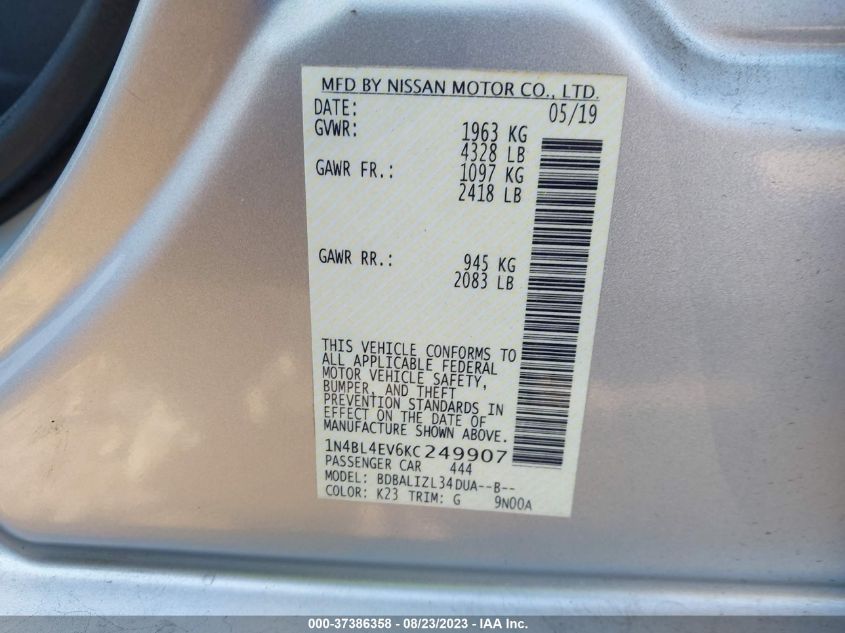 MFD BY NISSAN MOTOR CO., LTD.
DATE: 05/19
GVWR: 1963 KG
4328 LB
GAWR FR.: 1097 KG
2418 LB
GAWR RR.: 945 KG
2083 LB
THIS VEHICLE CONFORMS TO
ALL APPLICABLE FEDERAL
MOTOR VEHICLE SAFETY,
BUMPER, AND THEFT
PREVENTION STANDARDS IN
EFFECT ON THE DATE OF
MANUFACTURE SHOWN ABOVE.
1N4BL4EV6KC249907
PASSENGER CAR 444
MODEL: BDBALIZL34DUA--B--
COLOR: K23 TRIM: G 9N00A
000-37386358 - 08/23/2023 - IAA Inc.